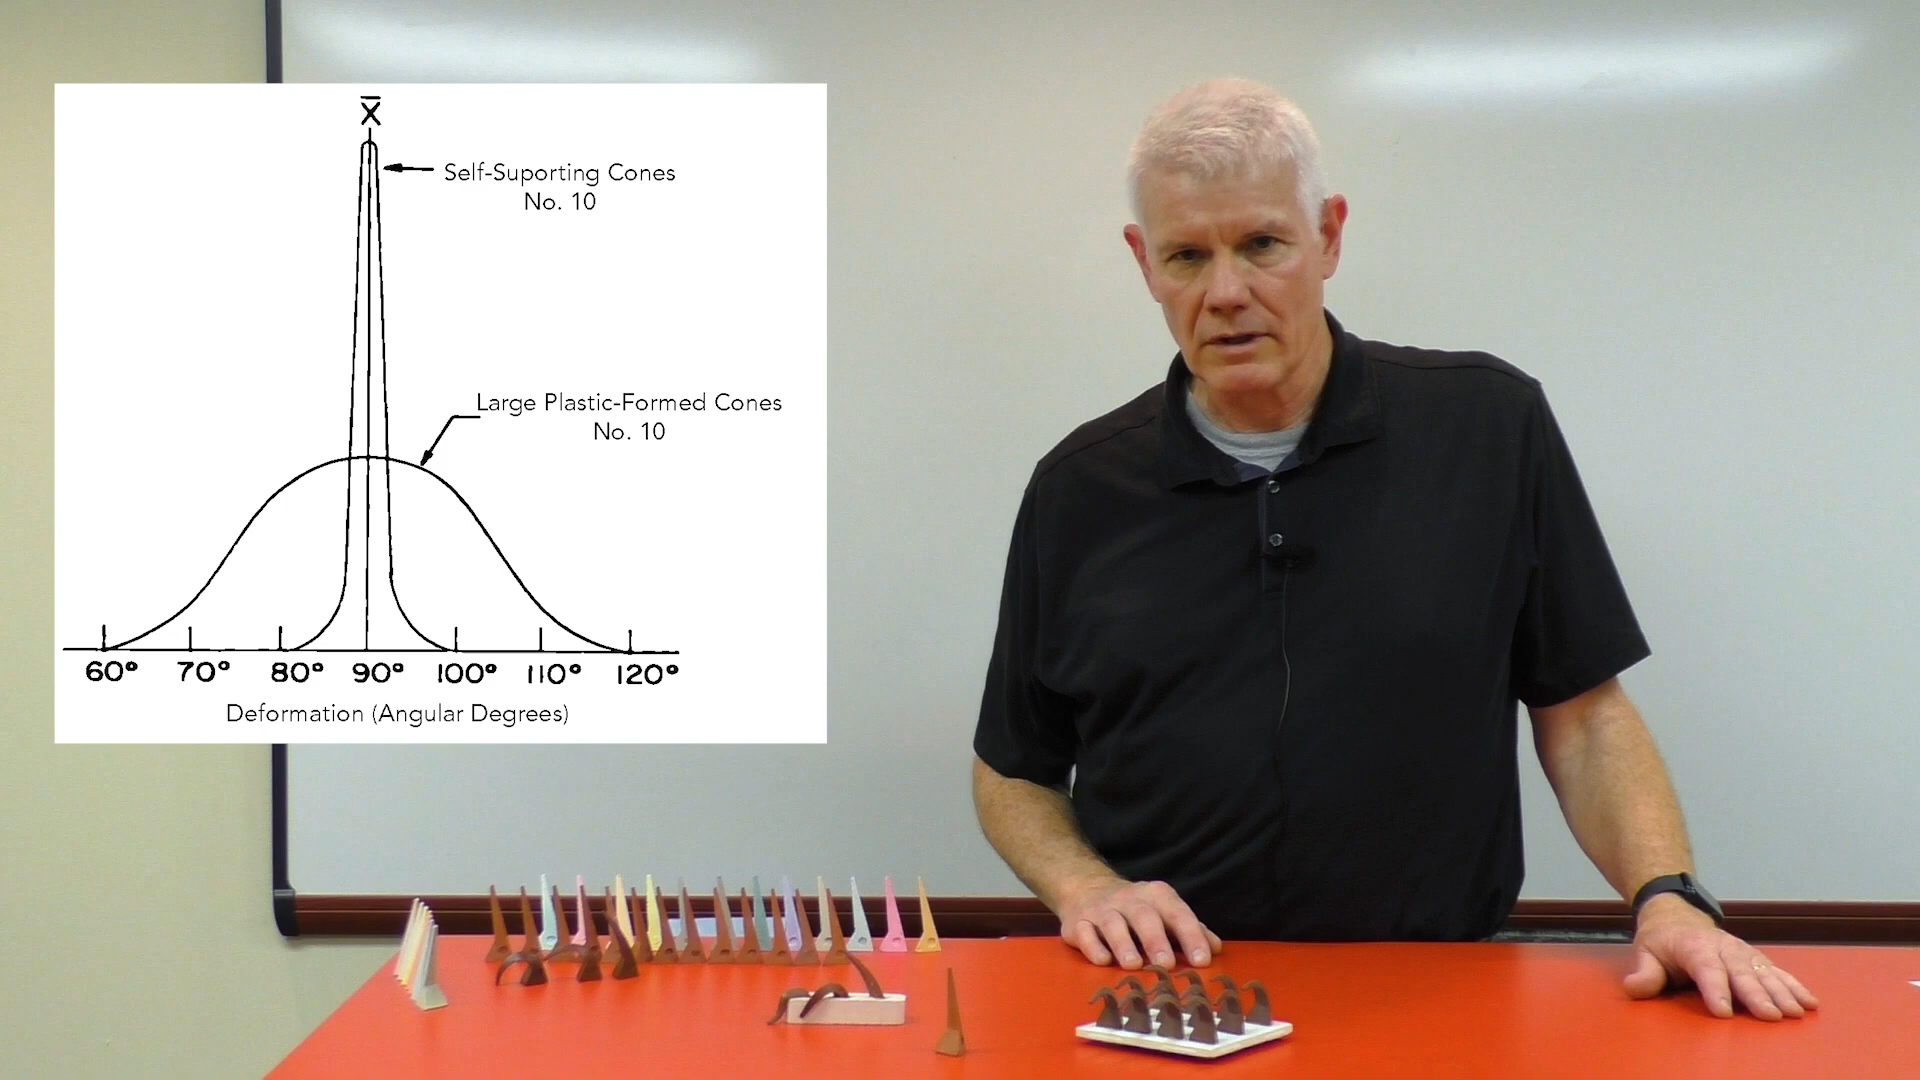 X̄
Self-Suporting Cones
No. 10
Large Plastic-Formed Cones
No. 10
60° 70° 80° 90° 100° 110° 120°
Deformation (Angular Degrees)